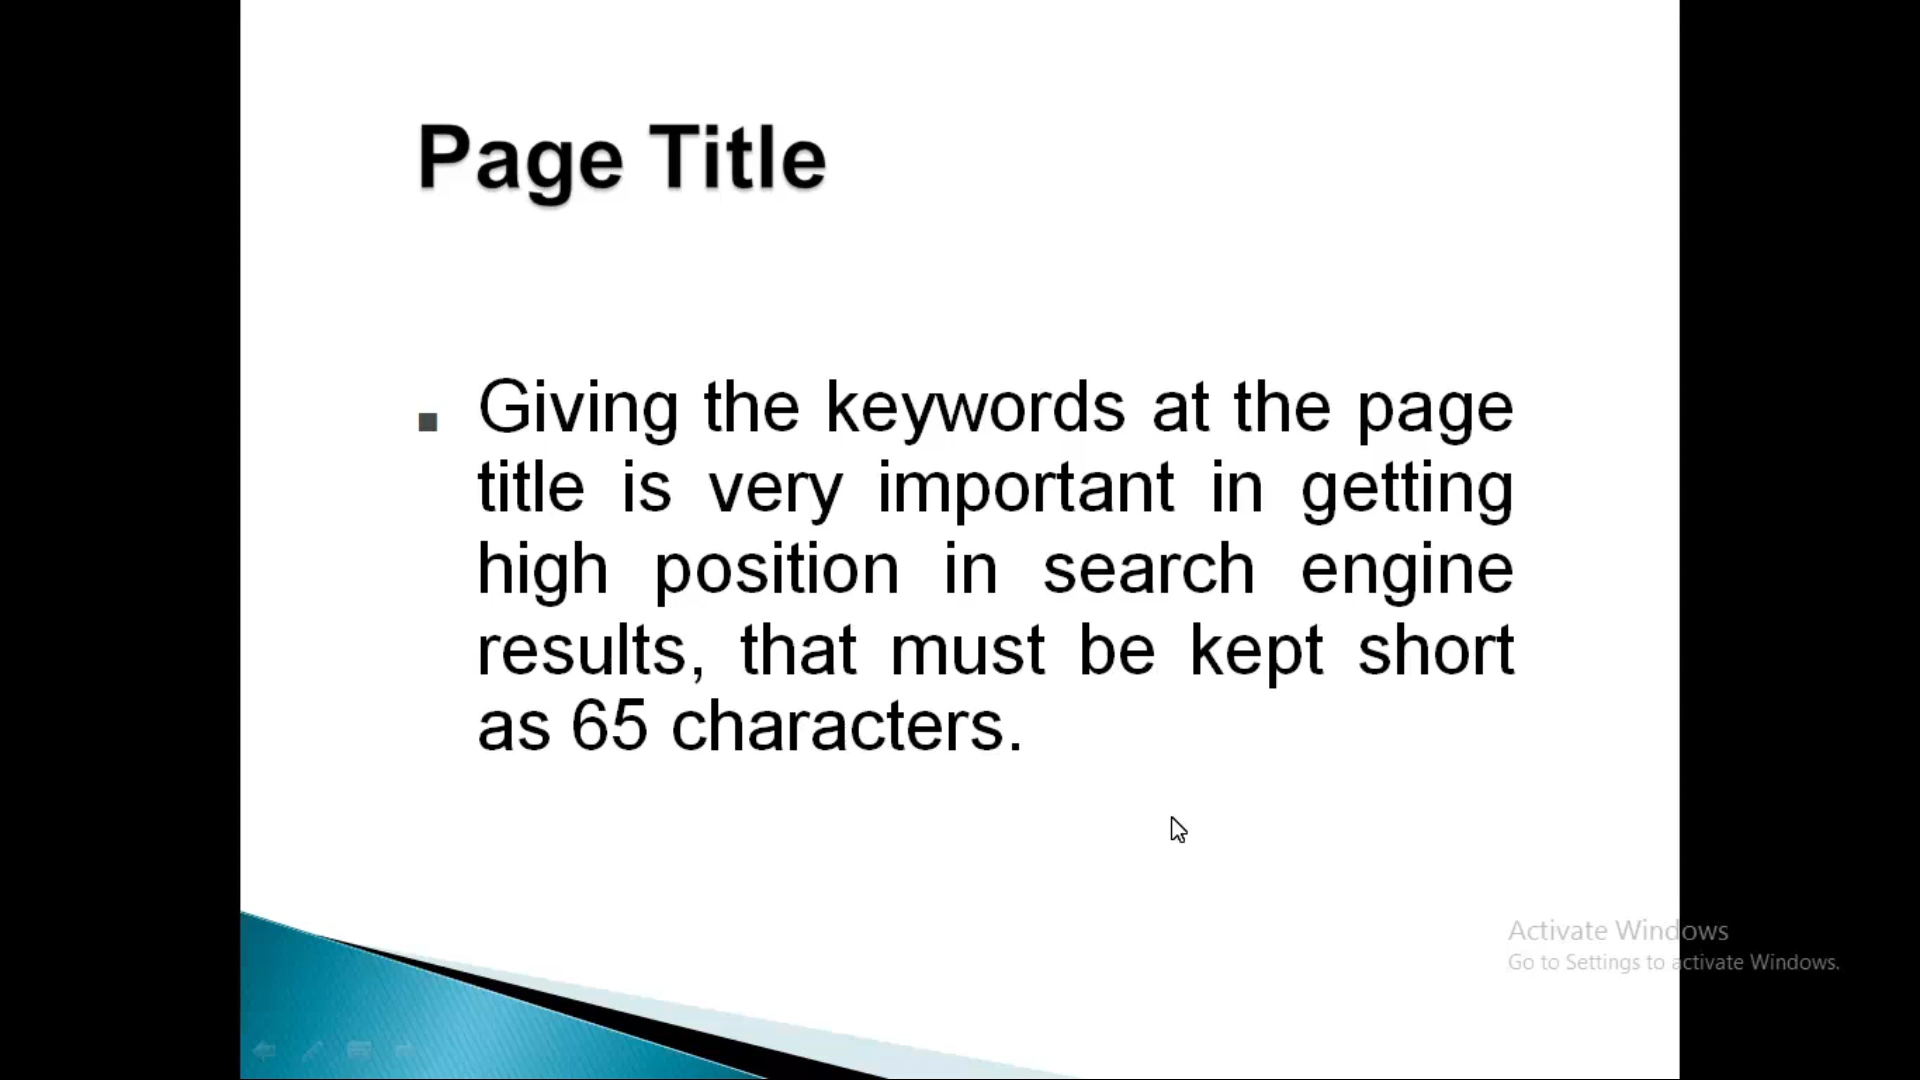 Page Title
Giving the keywords at the page
title is very important in getting
high position in search engine
results, that must be kept short
as 65 characters.
Activate Windows
Go to Settings to activate Windows.